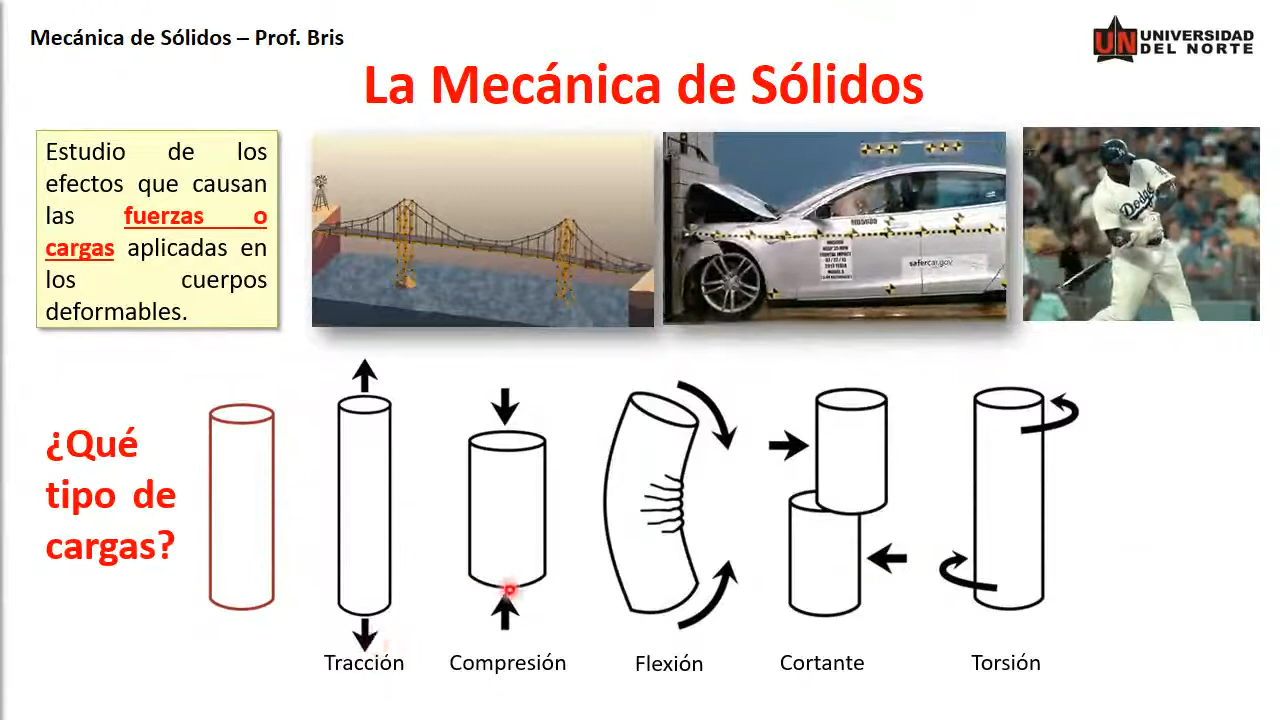 Mecánica de Sólidos – Prof. Bris
UNIVERSIDAD
UN DEL NORTE
La Mecánica de Sólidos
Estudio de los
efectos que causan
las fuerzas o
cargas aplicadas en
los cuerpos
deformables.
safercar.gov
Dodgers
¿Qué
tipo de
cargas?
Tracción
Compresión
Flexión
Cortante
Torsión